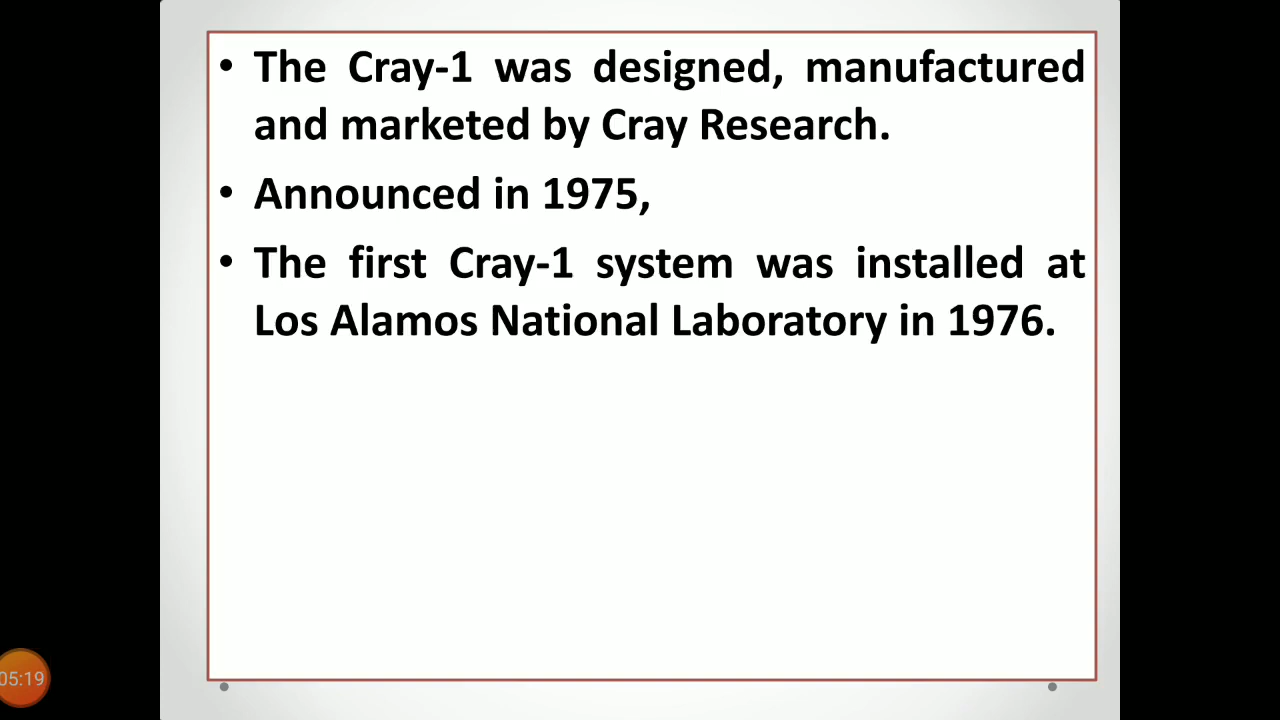 • The Cray-1 was designed, manufactured
and marketed by Cray Research.
• Announced in 1975,
• The first Cray-1 system was installed at
Los Alamos National Laboratory in 1976.
05:19